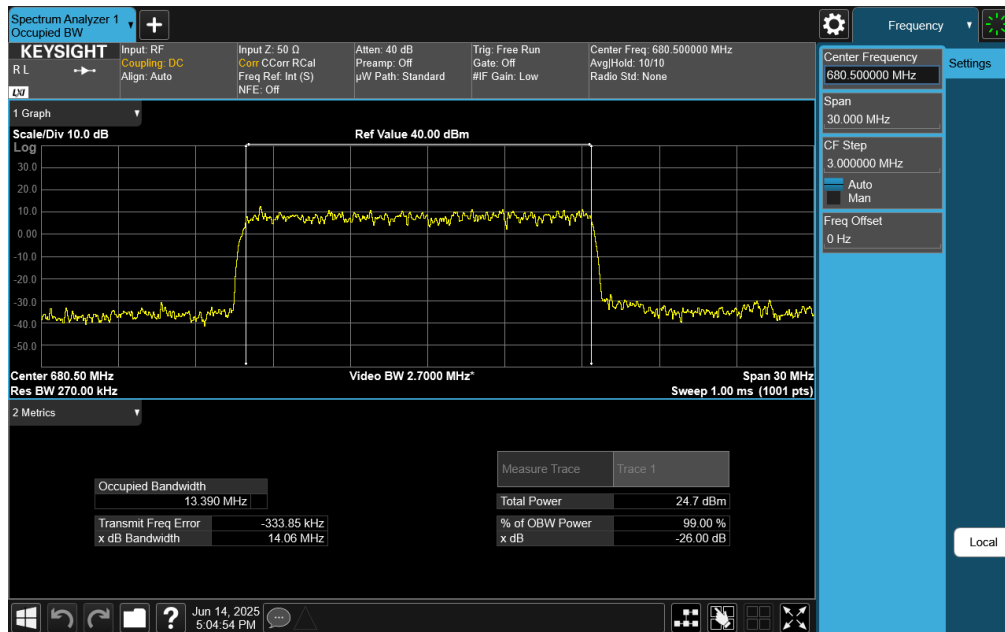 Spectrum Analyzer 1
Occupied BW
Frequency
KEYSIGHT
R L
LXI
Input: RF
Coupling: DC
Align: Auto
Input Z: 50 Ω
Corr CCorr RCal
Freq Ref: Int (S)
NFE: Off
Atten: 40 dB
Preamp: Off
µW Path: Standard
Trig: Free Run
Gate: Off
#IF Gain: Low
Center Freq: 680.500000 MHz
Avg|Hold: 10/10
Radio Std: None
Center Frequency
680.500000 MHz
Settings
Span
30.000 MHz
CF Step
3.000000 MHz
Auto
Man
Freq Offset
0 Hz
Local
1 Graph
Scale/Div 10.0 dB
Ref Value 40.00 dBm
Log
30.0
20.0
10.0
0.00
-10.0
-20.0
-30.0
-40.0
-50.0
Center 680.50 MHz
Video BW 2.7000 MHz*
Span 30 MHz
Res BW 270.00 kHz
Sweep 1.00 ms (1001 pts)
2 Metrics
Measure Trace
Trace 1
Occupied Bandwidth
13.390 MHz
Total Power
24.7 dBm
Transmit Freq Error
-333.85 kHz
% of OBW Power
99.00 %
x dB Bandwidth
14.06 MHz
x dB
-26.00 dB
?
Jun 14, 2025
5:04:54 PM